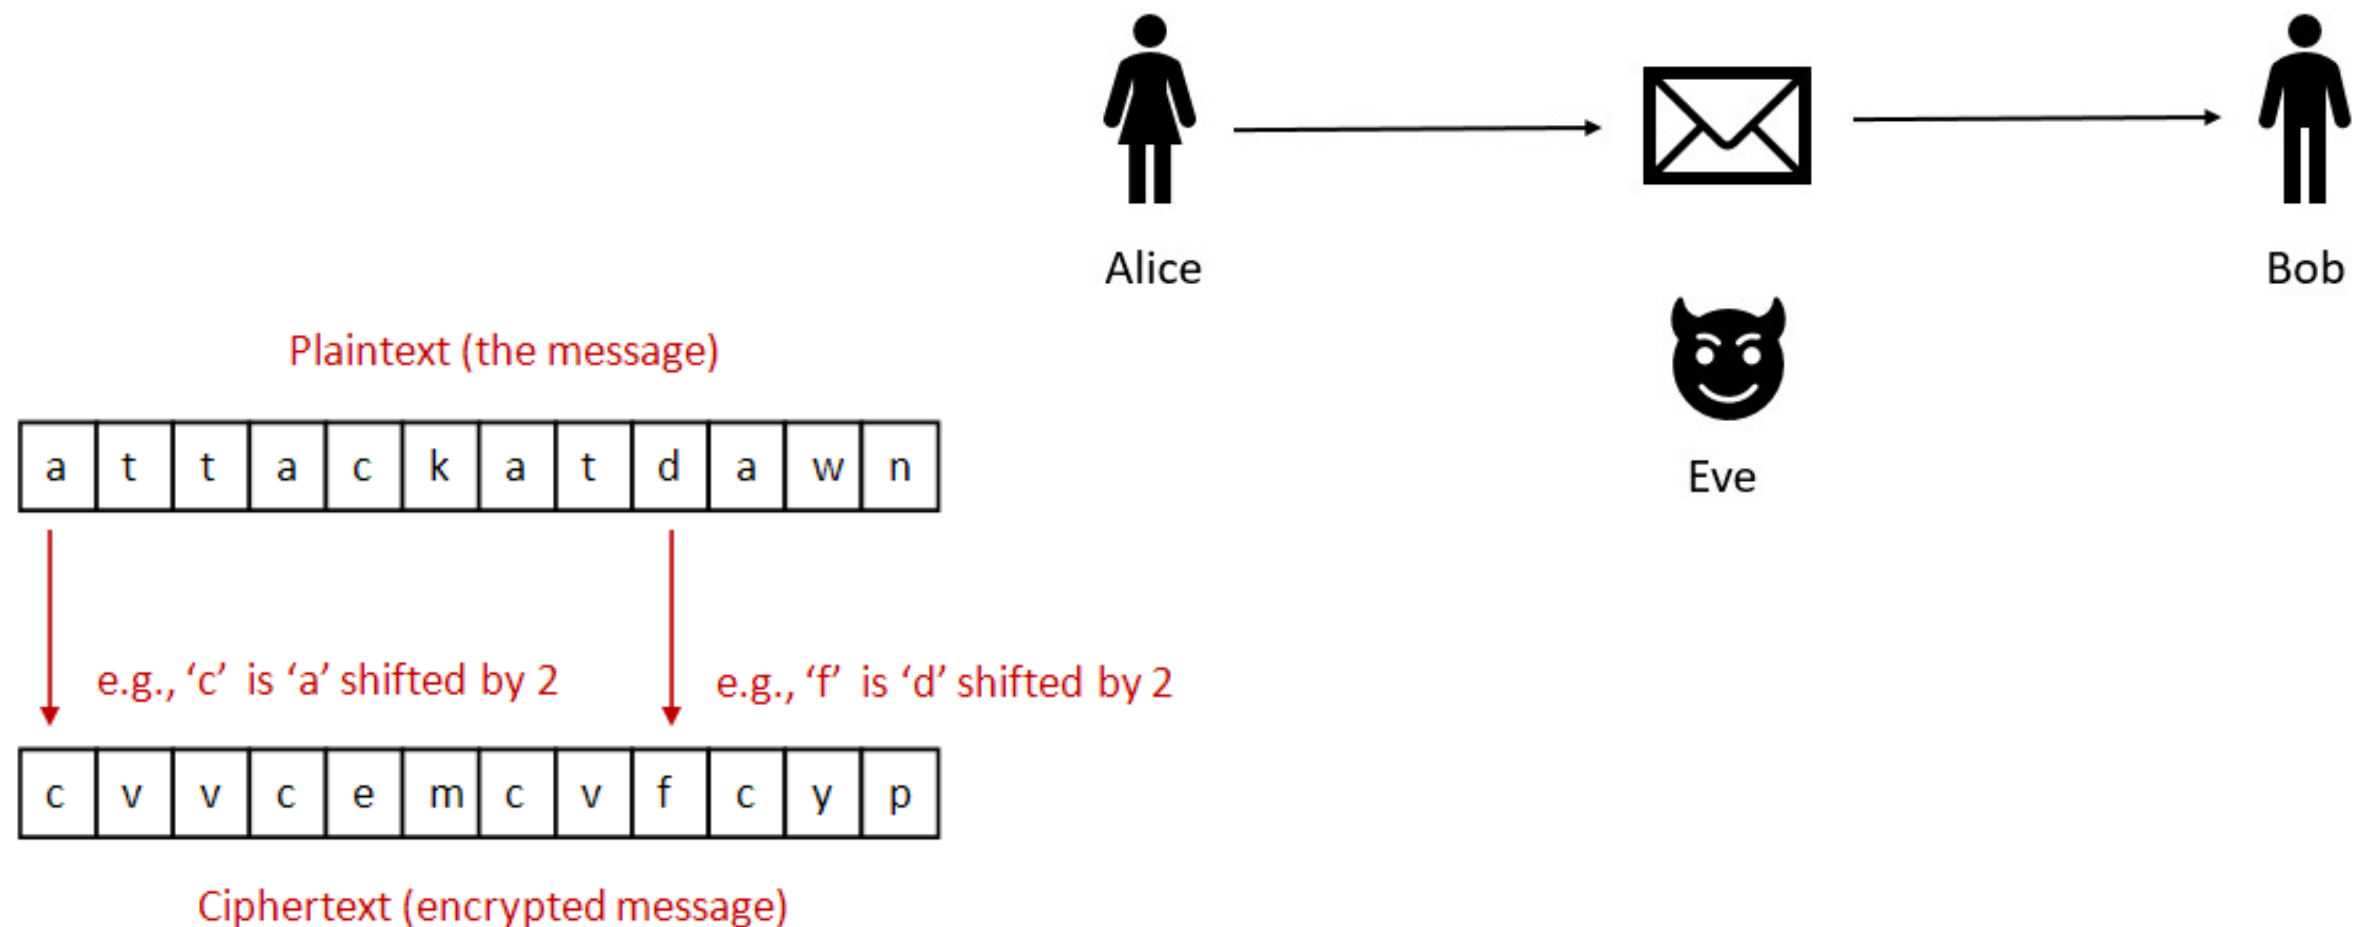 Alice
Bob
Eve
Plaintext (the message)
a t t a c k a t d a w n
e.g., ‘c’ is ‘a’ shifted by 2
e.g., ‘f’ is ‘d’ shifted by 2
c v v c e m c v f c y p
Ciphertext (encrypted message)